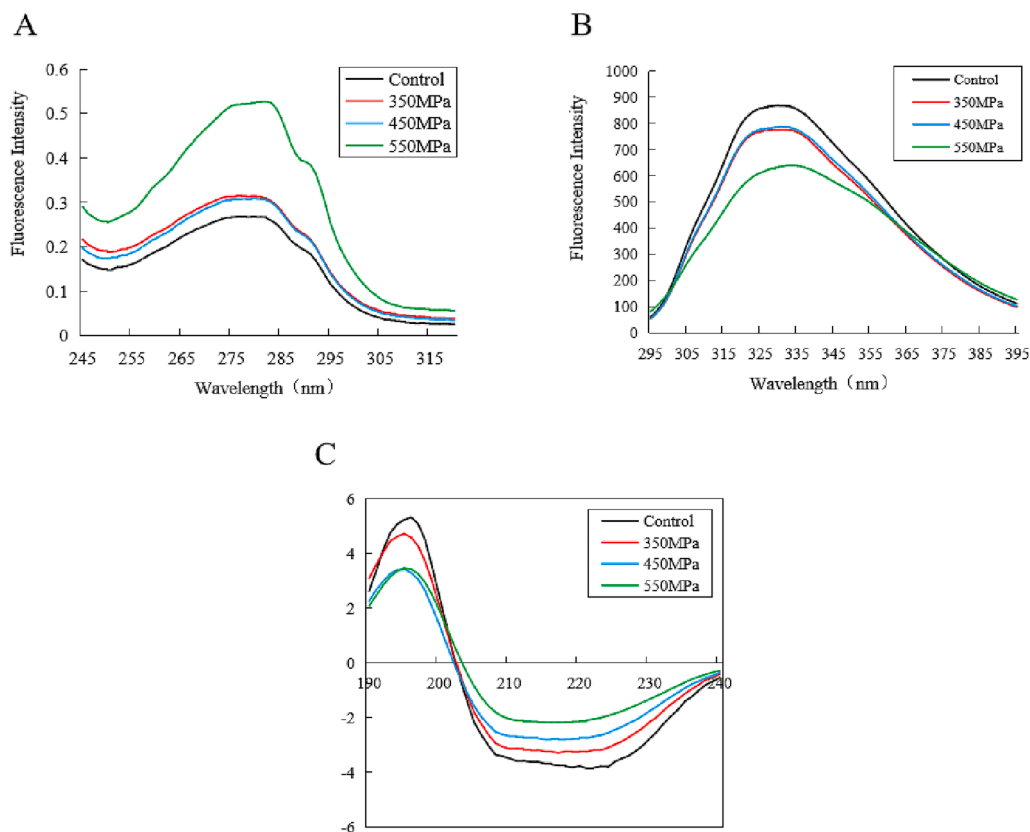 A
Fluorescence Intensity
0.6
0.5
0.4
0.3
0.2
0.1
0
245 255 265 275 285 295 305 315
Wavelength（nm）
Control
350MPa
450MPa
550MPa
B
Fluorescence Intensity
1000
900
800
700
600
500
400
300
200
100
0
295 305 315 325 335 345 355 365 375 385 395
Wavelength（nm）
Control
350MPa
450MPa
550MPa
C
6
4
2
0
-2
-4
-6
190 200 210 220 230 240
Control
350MPa
450MPa
550MPa